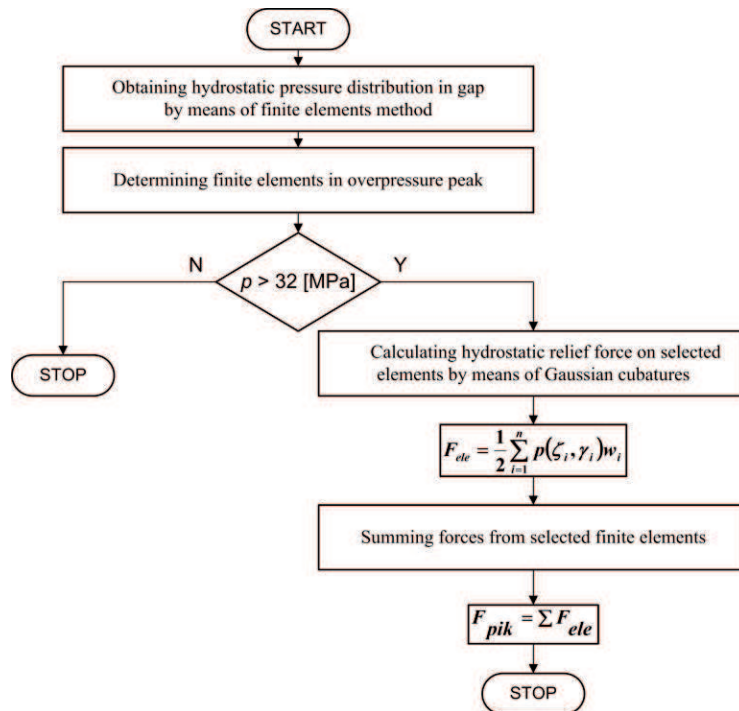 START
Obtaining hydrostatic pressure distribution in gap
by means of finite elements method
Determining finite elements in overpressure peak
N
Y
p > 32 [MPa]
STOP
Calculating hydrostatic relief force on selected
elements by means of Gaussian cubatures
F_ele = 1/2 ∑_{i=1}^{n} p(ζ_i, γ_i) w_i
Summing forces from selected finite elements
F_pik = Σ F_ele
STOP